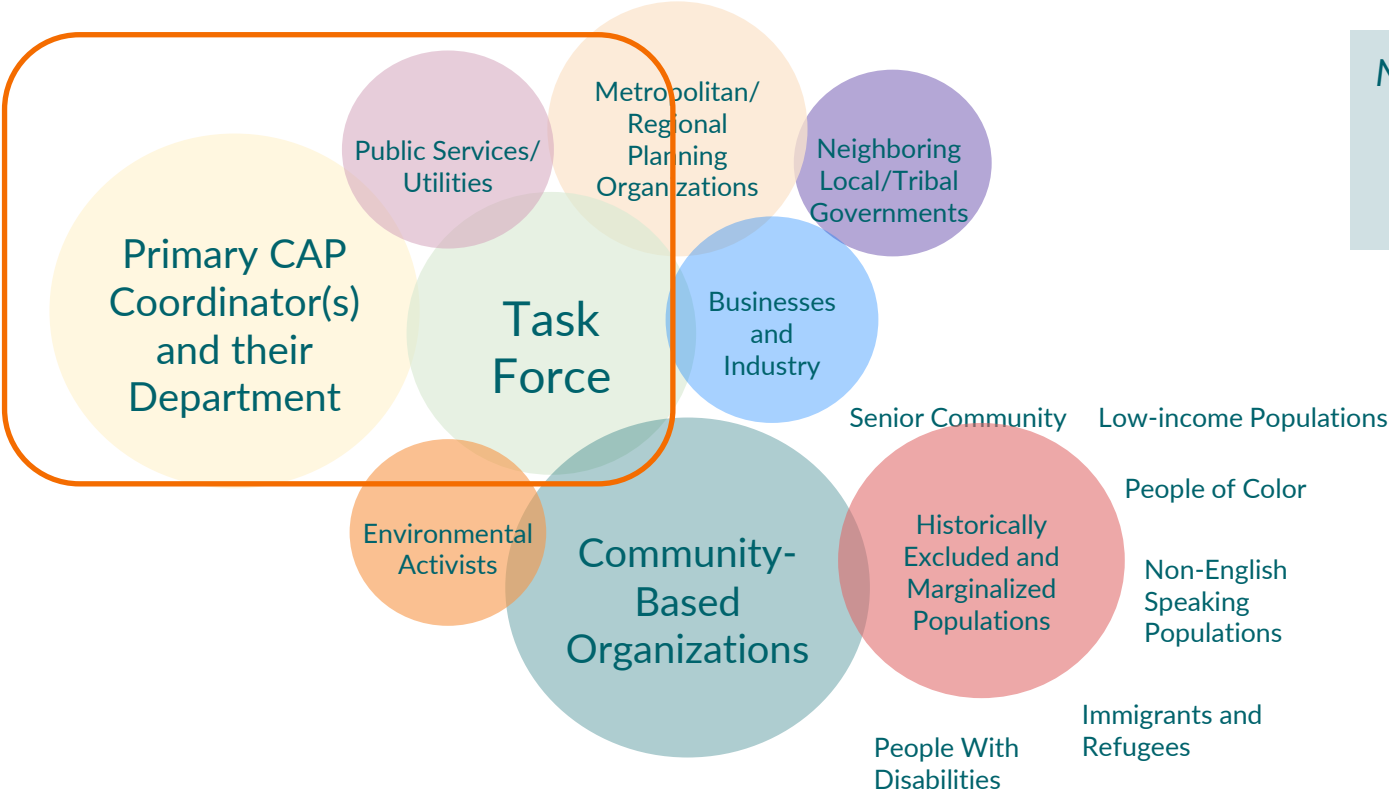 Metropolitan/
Regional
Planning
Organizations
Public Services/
Utilities
Neighboring
Local/Tribal
Governments
Primary CAP
Coordinator(s)
and their
Department
Task
Force
Businesses
and
Industry
Senior Community
Low-income Populations
People of Color
Environmental
Activists
Community-
Based
Organizations
Historically
Excluded and
Marginalized
Populations
Non-English
Speaking
Populations
Immigrants and
Refugees
People With
Disabilities